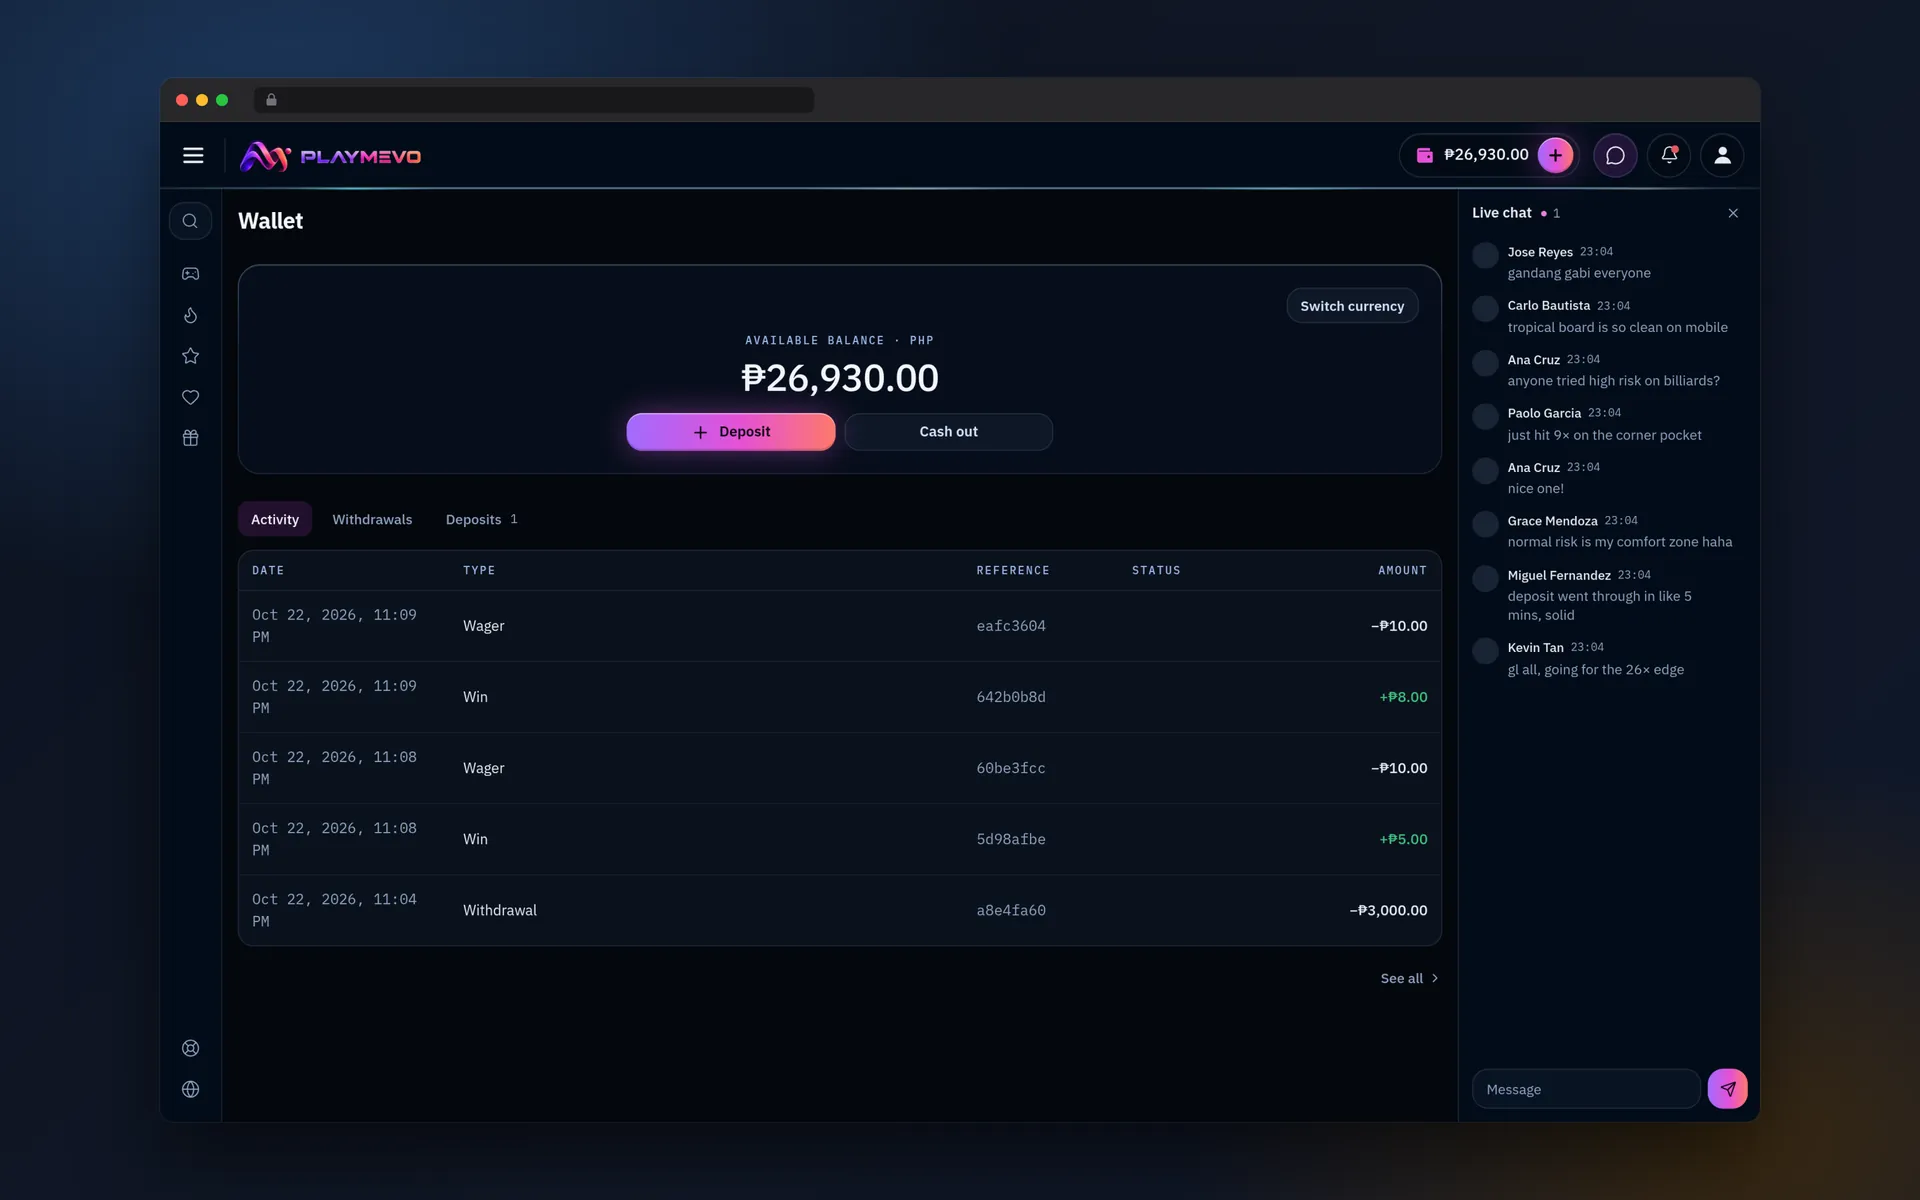 PLAYMEVO
₱26,930.00
Wallet
Switch currency
AVAILABLE BALANCE · PHP
₱26,930.00
+ Deposit
Cash out
Activity
Withdrawals
Deposits 1
DATE TYPE REFERENCE STATUS AMOUNT
Oct 22, 2026, 11:09
PM
Wager
eafc3604
−₱10.00
Oct 22, 2026, 11:09
PM
Win
642b0b8d
+₱8.00
Oct 22, 2026, 11:08
PM
Wager
60be3fcc
−₱10.00
Oct 22, 2026, 11:08
PM
Win
5d98afbe
+₱5.00
Oct 22, 2026, 11:04
PM
Withdrawal
a8e4fa60
−₱3,000.00
See all
Live chat • 1
Jose Reyes 23:04
gandang gabi everyone
Carlo Bautista 23:04
tropical board is so clean on mobile
Ana Cruz 23:04
anyone tried high risk on billiards?
Paolo Garcia 23:04
just hit 9× on the corner pocket
Ana Cruz 23:04
nice one!
Grace Mendoza 23:04
normal risk is my comfort zone haha
Miguel Fernandez 23:04
deposit went through in like 5
mins, solid
Kevin Tan 23:04
gl all, going for the 26× edge
Message